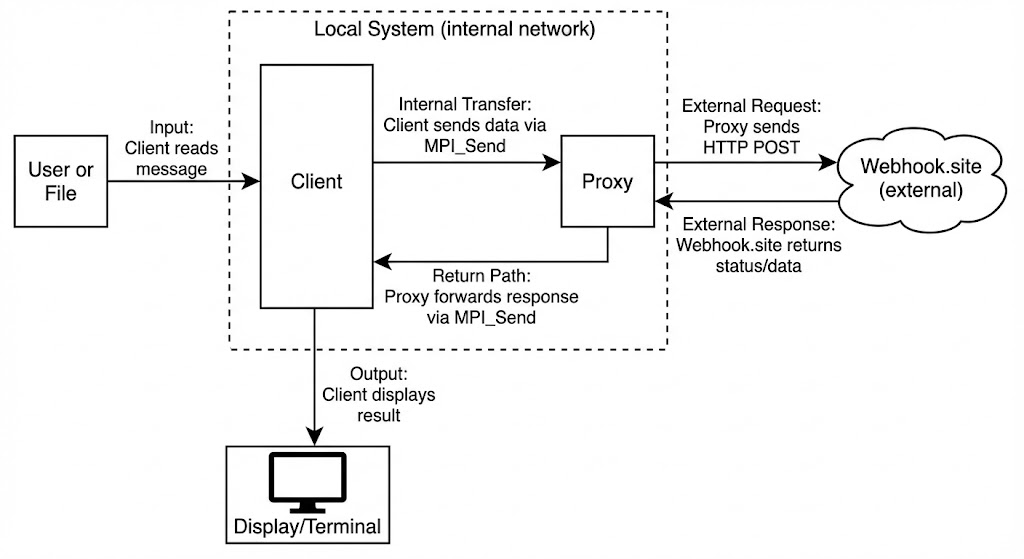 Local System (internal network)
Input:
Client reads
message
User or
File
Client
Internal Transfer:
Client sends data via
MPI_Send
Proxy
External Request:
Proxy sends
HTTP POST
Webhook.site
(external)
External Response:
Webhook.site returns
status/data
Return Path:
Proxy forwards response
via MPI_Send
Output:
Client displays
result
Display/Terminal